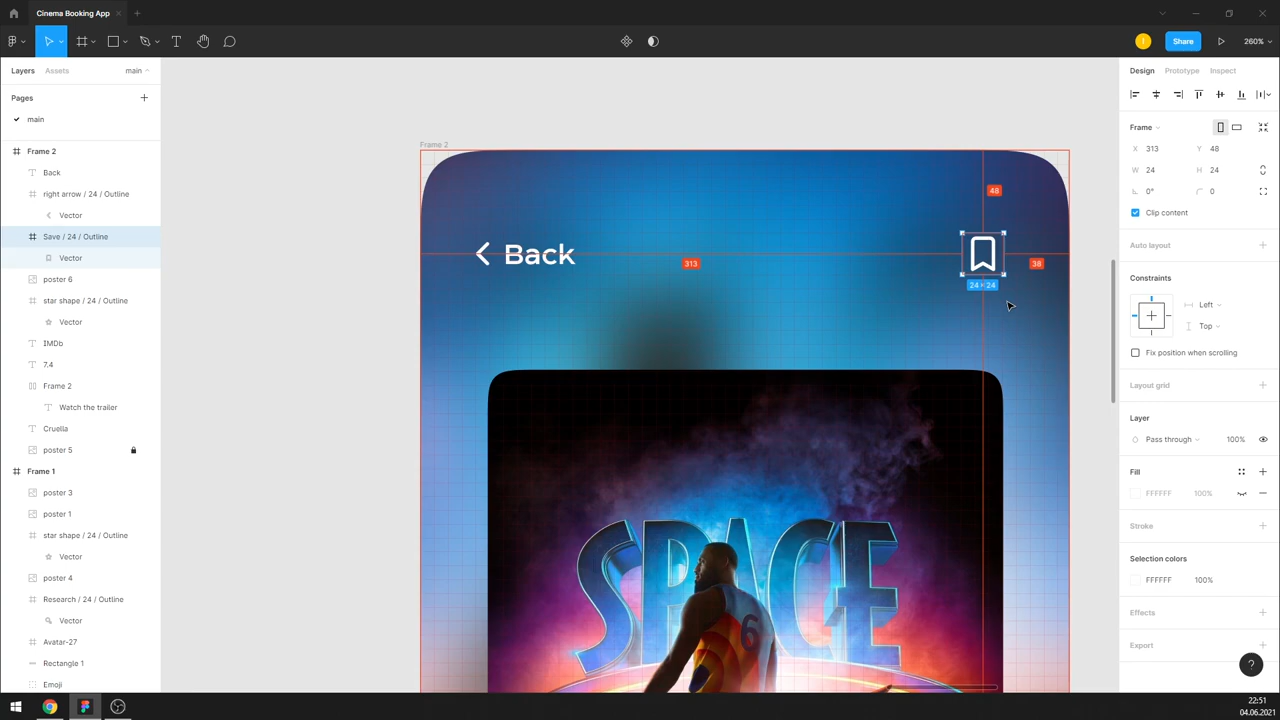 Cinema Booking App
I
Share
260%
Layers
Assets
main
Design
Prototype
Inspect
Pages
main
Frame 2
Back
right arrow / 24 / Outline
Vector
Save / 24 / Outline
Vector
poster 6
star shape / 24 / Outline
Vector
IMDb
7.4
Frame 2
Watch the trailer
Cruella
poster 5
Frame 1
poster 3
poster 1
star shape / 24 / Outline
Vector
poster 4
Research / 24 / Outline
Vector
Avatar-27
Rectangle 1
Emoji
Frame 2
48
Back
313
38
24 × 24
SPACE
6
Frame
X 313 Y 48
W 24 H 24
0° 0
Clip content
Auto layout
Constraints
Left
Top
Fix position when scrolling
Layout grid
Layer
Pass through 100%
Fill
FFFFFF 100%
Stroke
Selection colors
FFFFFF 100%
Effects
Export
?
22:51
04.06.2021